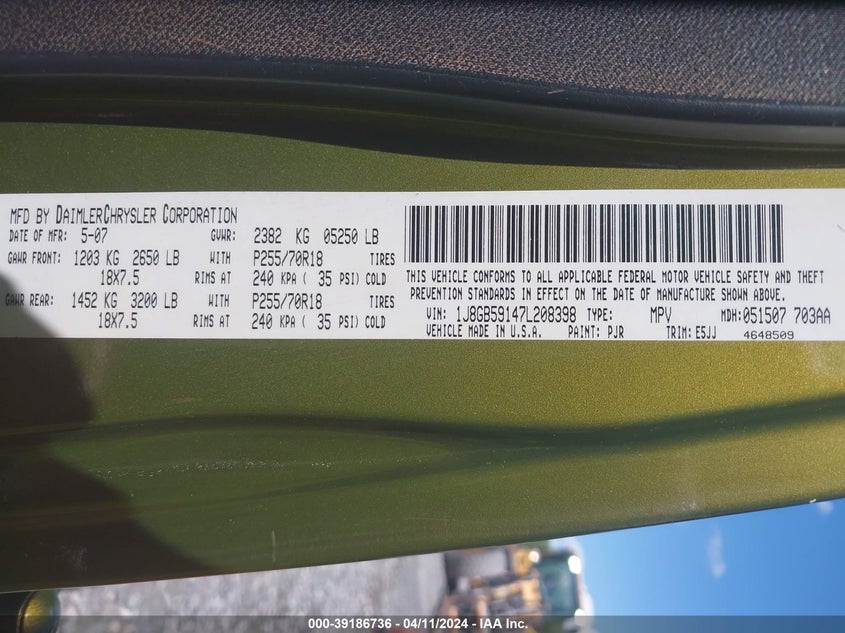 MFD BY DAIMLERCHRYSLER CORPORATION
DATE OF MFR: 5-07 GVWR: 2382 KG 05250 LB
GAWR FRONT: 1203 KG 2650 LB WITH P255/70R18 TIRES
18X7.5 RIMS AT 240 KPA ( 35 PSI) COLD
GAWR REAR: 1452 KG 3200 LB WITH P255/70R18 TIRES
18X7.5 RIMS AT 240 KPA ( 35 PSI) COLD
THIS VEHICLE CONFORMS TO ALL APPLICABLE FEDERAL MOTOR VEHICLE SAFETY AND THEFT
PREVENTION STANDARDS IN EFFECT ON THE DATE OF MANUFACTURE SHOWN ABOVE.
VIN: 1J8GB59147L208398 TYPE: MPV MDH: 051507 703AA
VEHICLE MADE IN U.S.A. PAINT: PJR TRIM: E5JJ 4648509
000-39186736 - 04/11/2024 - IAA Inc.